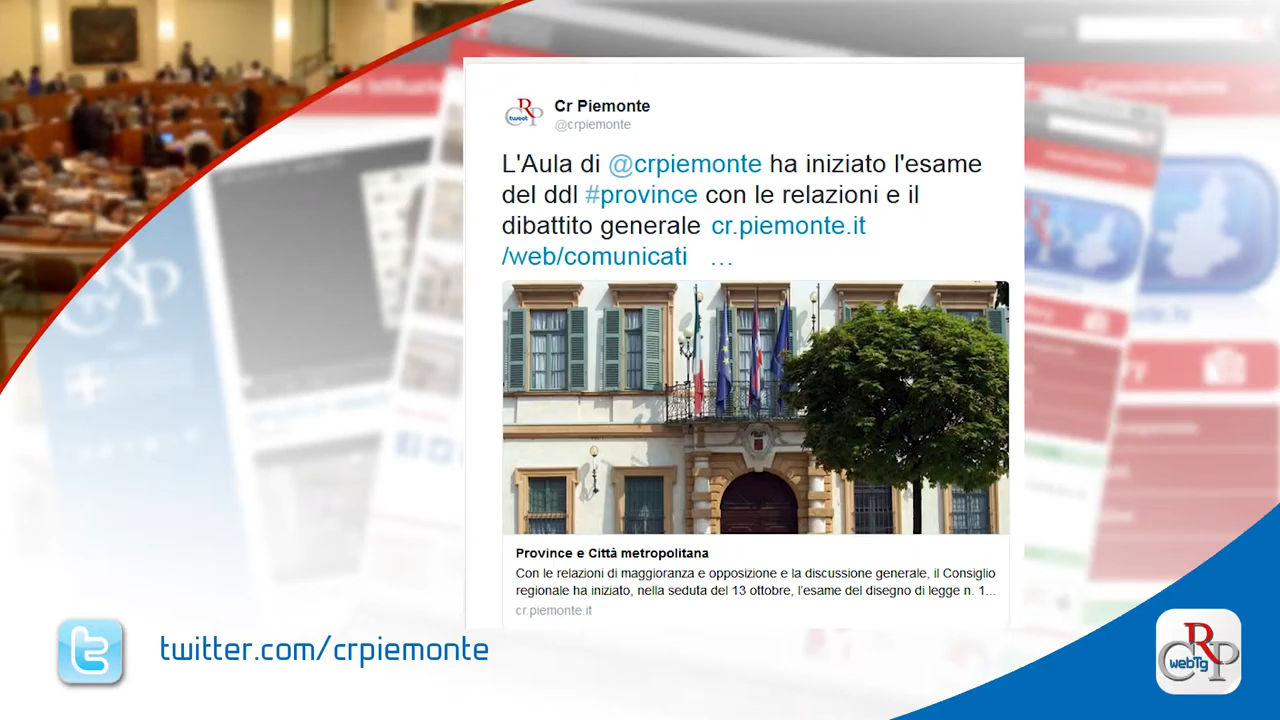 CRP tweet
Cr Piemonte
@crpiemonte
L'Aula di @crpiemonte ha iniziato l'esame
del ddl #province con le relazioni e il
dibattito generale cr.piemonte.it
/web/comunicati ...
Province e Città metropolitana
Con le relazioni di maggioranza e opposizione e la discussione generale, il Consiglio
regionale ha iniziato, nella seduta del 13 ottobre, l'esame del disegno di legge n. 1...
cr.piemonte.it
twitter.com/crpiemonte
CRP webTg